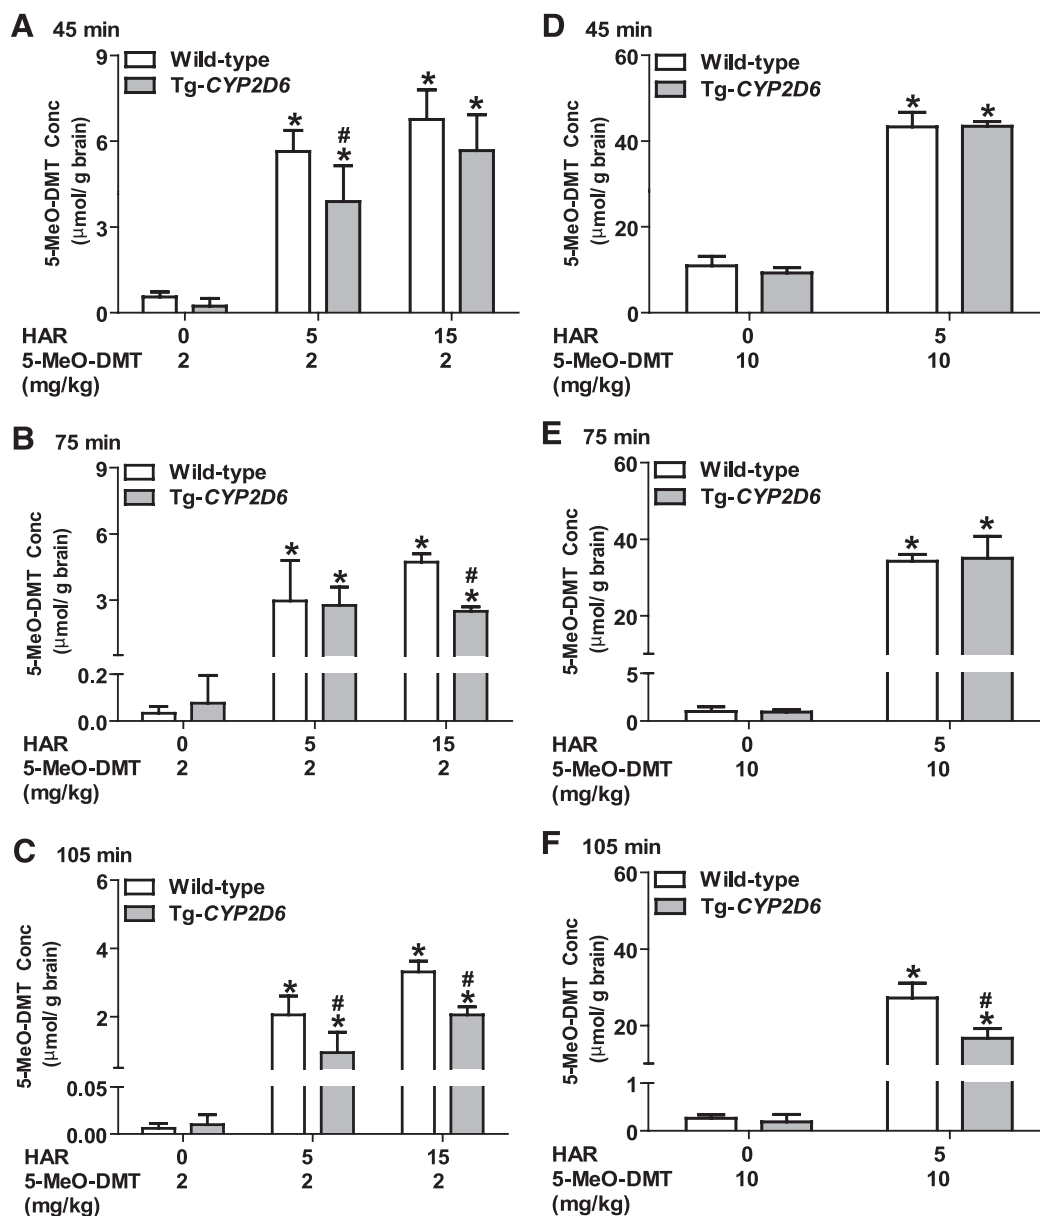 A 45 min
Wild-type
Tg-CYP2D6
5-MeO-DMT Conc
(μmol/ g brain)
9
6
3
0
* # * * *
HAR 0 5 15
5-MeO-DMT 2 2 2
(mg/kg)
B 75 min
Wild-type
Tg-CYP2D6
5-MeO-DMT Conc
(μmol/ g brain)
9
6
3
0.2
0.0
* * * # *
HAR 0 5 15
5-MeO-DMT 2 2 2
(mg/kg)
C 105 min
Wild-type
Tg-CYP2D6
5-MeO-DMT Conc
(μmol/ g brain)
6
4
2
0.05
0.00
* # * * # *
HAR 0 5 15
5-MeO-DMT 2 2 2
(mg/kg)
D 45 min
Wild-type
Tg-CYP2D6
5-MeO-DMT Conc
(μmol/ g brain)
60
40
20
0
* *
HAR 0 5
5-MeO-DMT 10 10
(mg/kg)
E 75 min
Wild-type
Tg-CYP2D6
5-MeO-DMT Conc
(μmol/ g brain)
60
40
20
5
0
* *
HAR 0 5
5-MeO-DMT 10 10
(mg/kg)
F 105 min
Wild-type
Tg-CYP2D6
5-MeO-DMT Conc
(μmol/ g brain)
60
40
20
1
0
* # *
HAR 0 5
5-MeO-DMT 10 10
(mg/kg)